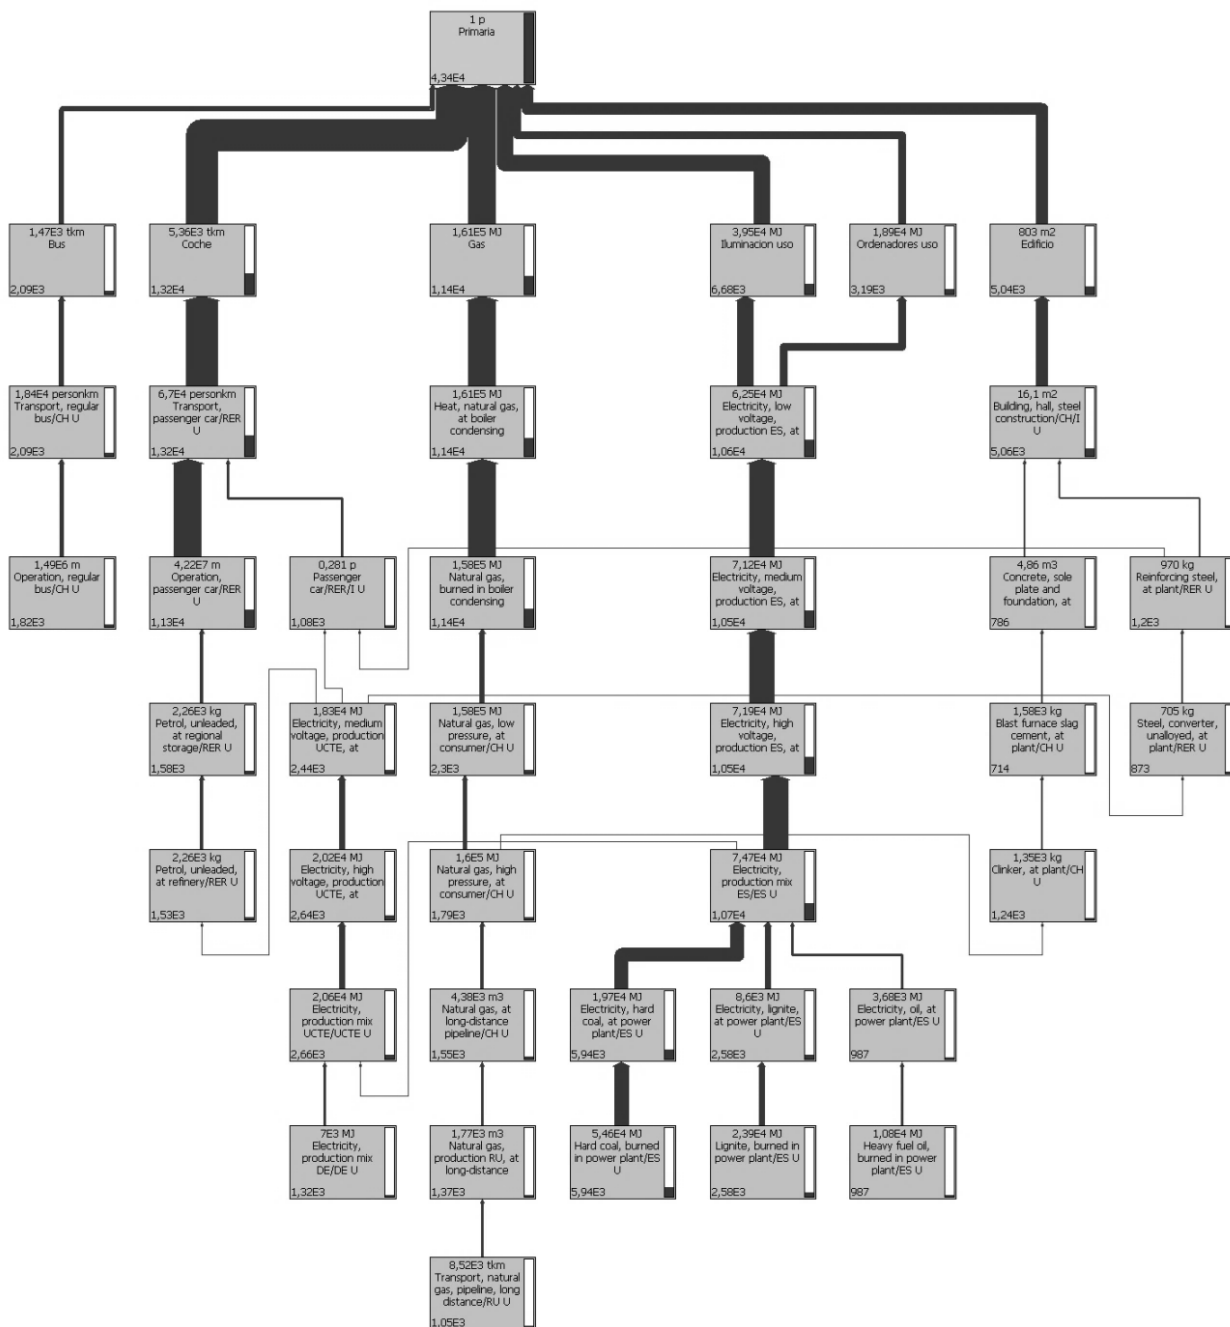 1 p
Primaria
4,34E4
1,47E3 tkm
Bus
2,09E3
5,36E3 tkm
Coche
1,32E4
1,61E5 MJ
Gas
1,14E4
3,95E4 MJ
Iluminacion uso
6,68E3
1,89E4 MJ
Ordenadores uso
3,19E3
803 m2
Edificio
5,04E3
1,84E4 personkm
Transport, regular
bus/CH U
2,09E3
6,7E4 personkm
Transport,
passenger car/RER
U
1,32E4
1,61E5 MJ
Heat, natural gas,
at boiler
condensing
1,14E4
6,25E4 MJ
Electricity, low
voltage,
production ES, at
1,06E4
16,1 m2
Building, hall, steel
construction/CH/I
U
5,06E3
1,49E6 m
Operation, regular
bus/CH U
1,82E3
4,22E7 m
Operation,
passenger car/RER
U
1,13E4
0,281 p
Passenger
car/RER/I U
1,08E3
1,58E5 MJ
Natural gas,
burned in boiler
condensing
1,14E4
7,12E4 MJ
Electricity, medium
voltage,
production ES, at
1,05E4
4,86 m3
Concrete, sole
plate and
foundation, at
786
970 kg
Reinforcing steel,
at plant/RER U
1,2E3
2,26E3 kg
Petrol, unleaded,
at regional
storage/RER U
1,58E3
1,83E4 MJ
Electricity, medium
voltage, production
UCTE, at
2,44E3
1,58E5 MJ
Natural gas, low
pressure, at
consumer/CH U
2,3E3
7,19E4 MJ
Electricity, high
voltage,
production ES, at
1,05E4
1,58E3 kg
Blast furnace slag
cement, at
plant/CH U
714
705 kg
Steel, converter,
unalloyed, at
plant/RER U
873
2,26E3 kg
Petrol, unleaded,
at refinery/RER U
1,53E3
2,02E4 MJ
Electricity, high
voltage, production
UCTE, at
2,64E3
1,6E5 MJ
Natural gas, high
pressure, at
consumer/CH U
1,79E3
7,47E4 MJ
Electricity,
production mix
ES/ES U
1,07E4
1,35E3 kg
Clinker, at plant/CH
U
1,24E3
2,06E4 MJ
Electricity,
production mix
UCTE/UCTE U
2,66E3
4,38E3 m3
Natural gas, at
long-distance
pipeline/CH U
1,55E3
1,97E4 MJ
Electricity, hard
coal, at power
plant/ES U
5,94E3
8,6E3 MJ
Electricity, lignite,
at power plant/ES
U
2,58E3
3,68E3 MJ
Electricity, oil, at
power plant/ES U
987
7E3 MJ
Electricity,
production mix
DE/DE U
1,32E3
1,77E3 m3
Natural gas,
production RU, at
long-distance
1,37E3
5,46E4 MJ
Hard coal, burned
in power plant/ES
U
5,94E3
2,39E4 MJ
Lignite, burned in
power plant/ES U
2,58E3
1,08E4 MJ
Heavy fuel oil,
burned in power
plant/ES U
987
8,52E3 tkm
Transport, natural
gas, pipeline, long
distance/RU U
1,05E3